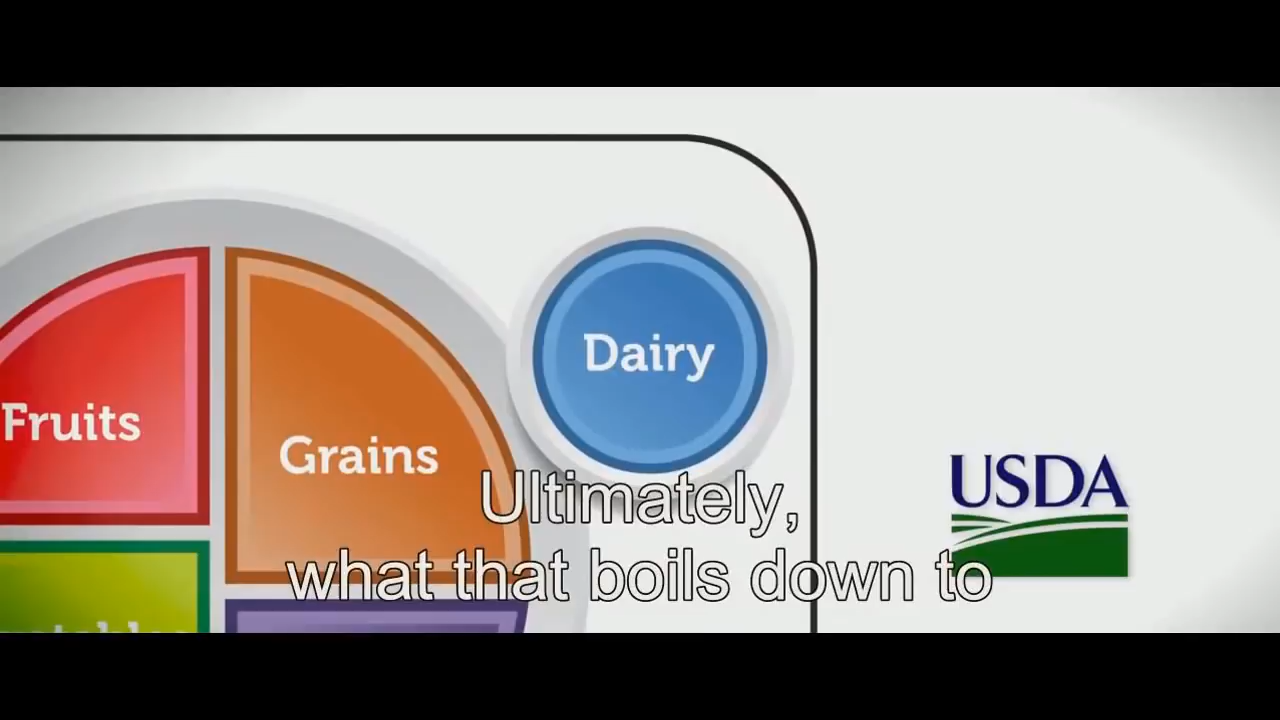 Dairy
Fruits
Grains
USDA
Ultimately,
what that boils down to